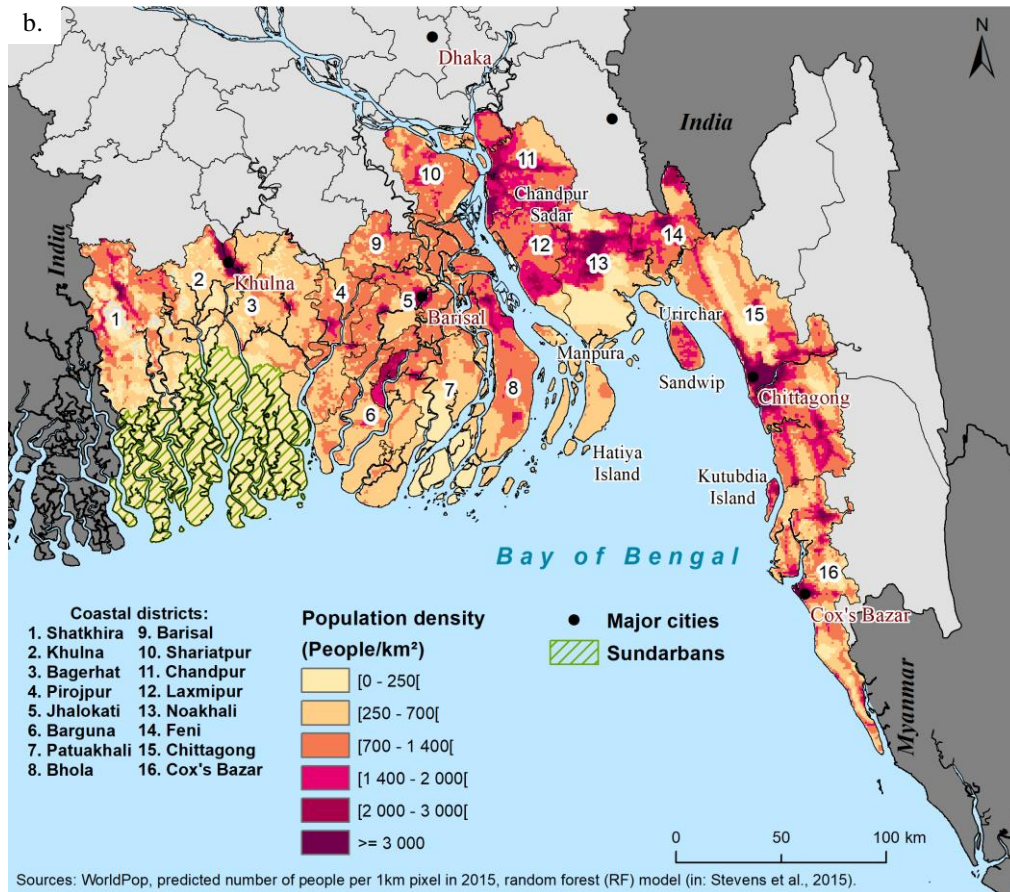 b.
N
Dhaka
India
11
10
Chandpur
Sadar
9
12
14
13
India
2
Khulna
4
3
5
Barisal
1
15
Urirchar
Manpura
Sandwip
7
8
6
Chittagong
Hatiya
Island
Kutubdia
Island
Bay of Bengal
16
Cox's Bazar
Myanmar
Coastal districts:
1. Shatkhira 9. Barisal
2. Khulna 10. Shariatpur
3. Bagerhat 11. Chandpur
4. Pirojpur 12. Laxmipur
5. Jhalokati 13. Noakhali
6. Barguna 14. Feni
7. Patuakhali 15. Chittagong
8. Bhola 16. Cox's Bazar
Population density
(People/km²)
[0 - 250[
[250 - 700[
[700 - 1 400[
[1 400 - 2 000[
[2 000 - 3 000[
>= 3 000
Major cities
Sundarbans
0 50 100 km
Sources: WorldPop, predicted number of people per 1km pixel in 2015, random forest (RF) model (in: Stevens et al., 2015).